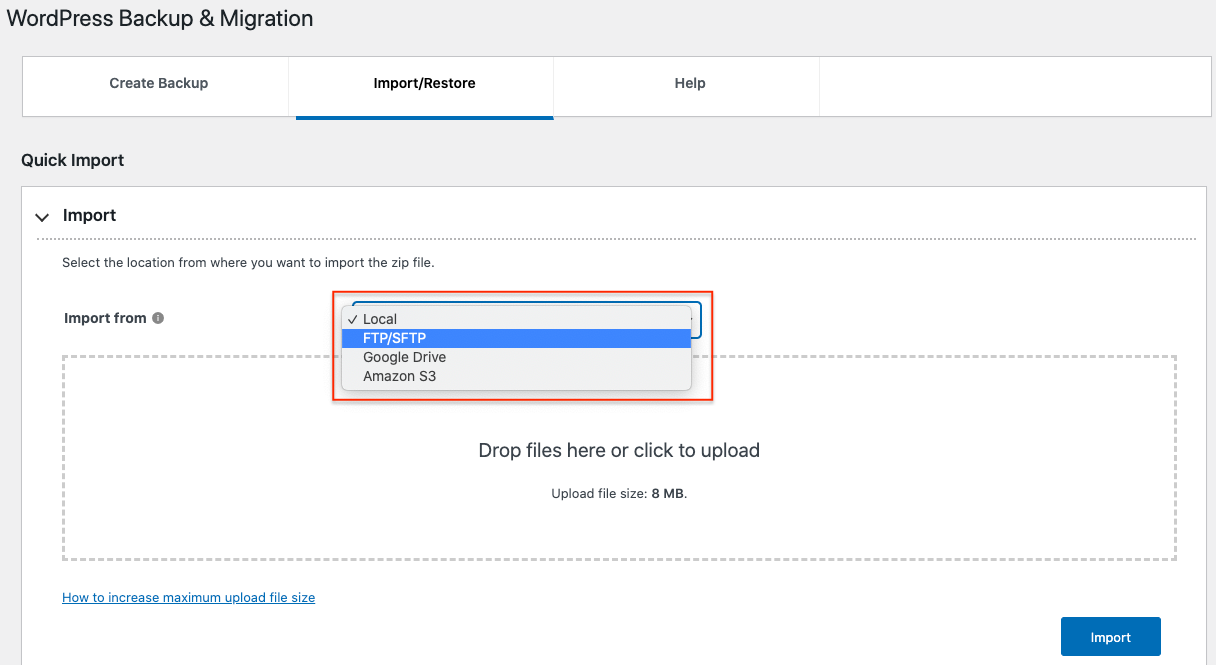 WordPress Backup & Migration
Create Backup
Import/Restore
Help
Quick Import
Import
Select the location from where you want to import the zip file.
Import from
Local
FTP/SFTP
Google Drive
Amazon S3
Drop files here or click to upload
Upload file size: 8 MB.
How to increase maximum upload file size
Import